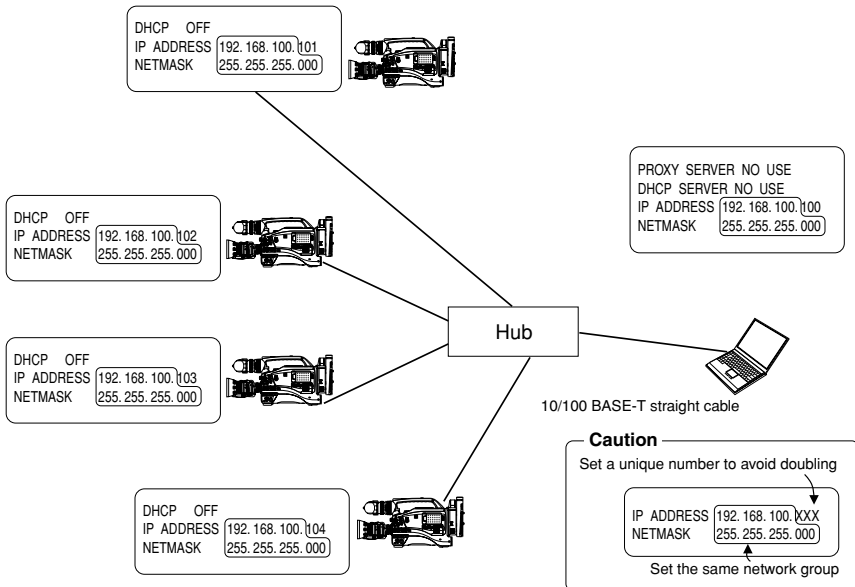 DHCP OFF
IP ADDRESS 192. 168. 100. 101
NETMASK 255. 255. 255. 000
PROXY SERVER NO USE
DHCP SERVER NO USE
IP ADDRESS 192. 168. 100. 100
NETMASK 255. 255. 255. 000
DHCP OFF
IP ADDRESS 192. 168. 100. 102
NETMASK 255. 255. 255. 000
Hub
DHCP OFF
IP ADDRESS 192. 168. 100. 103
NETMASK 255. 255. 255. 000
10/100 BASE-T straight cable
DHCP OFF
IP ADDRESS 192. 168. 100. 104
NETMASK 255. 255. 255. 000
Caution
Set a unique number to avoid doubling
IP ADDRESS 192. 168. 100. XXX
NETMASK 255. 255. 255. 000
Set the same network group